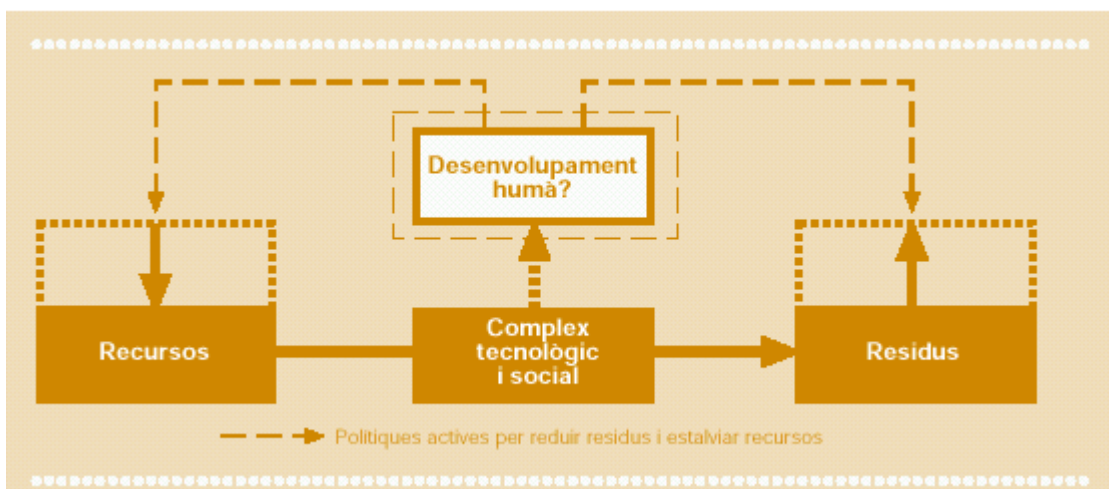 Desenvolupament
humà?
Recursos
Complex
tecnològic
i social
Residus
Polítiques actives per reduir residus i estalviar recursos